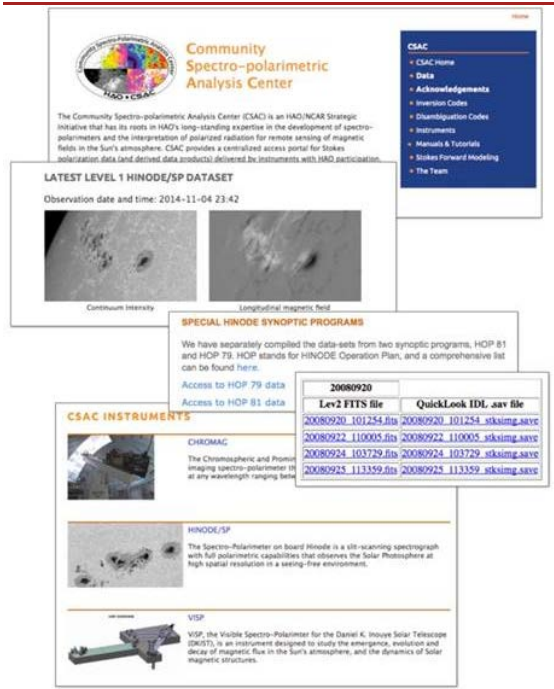 Home
Community
Spectro-polarimetric
Analysis Center
HAO • CSAC
The Community Spectro-polarimetric Analysis Center (CSAC) is an HAO/NCAR Strategic
Initiative that has its roots in HAO's long-standing expertise in the development of spectro-
polarimeters and the interpretation of polarized radiation for remote sensing of magnetic
fields in the Sun's atmosphere. CSAC provides a centralized access portal for Stokes
polarization data (and derived data products) delivered by instruments with HAO participation,
CSAC
CSAC Home
Data
Acknowledgements
Inversion Codes
Disambiguation Codes
Instruments
Manuals & Tutorials
Stokes Forward Modeling
The Team
LATEST LEVEL 1 HINODE/SP DATASET
Observation date and time: 2014-11-04 23:42
Continuum Intensity
Longitudinal magnetic field
SPECIAL HINODE SYNOPTIC PROGRAMS
We have separately compiled the data-sets from two synoptic programs, HOP 81
and HOP 79. HOP stands for HINODE Operation Plan, and a comprehensive list
can be found here.
Access to HOP 79 data
Access to HOP 81 data
20080920
Lev2 FITS file QuickLook IDL .sav file
20080920_101254.fits 20080920_101254_stksimg.save
20080922_110005.fits 20080922_110005_stksimg.save
20080924_103729.fits 20080924_103729_stksimg.save
20080925_113359.fits 20080925_113359_stksimg.save
CSAC INSTRUMENTS
CHROMAG
The Chromospheric and Promin
imaging spectro-polarimeter th
at any wavelength ranging betw
HINODE/SP
The Spectro-Polarimeter on board Hinode is a slit-scanning spectrograph
with full polarimetric capabilities that observes the Solar Photosphere at
high spatial resolution in a seeing-free environment.
VISP
ViSP, the Visible Spectro-Polarimter for the Daniel K. Inouye Solar Telescope
(DKIST), is an instrument designed to study the emergence, evolution and
decay of magnetic flux in the Sun's atmosphere, and the dynamics of Solar
magnetic structures.